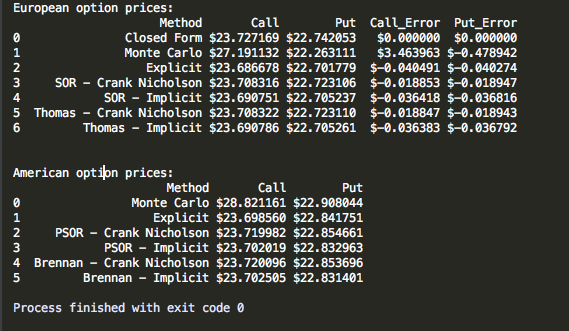 European option prices:
Method Call Put Call_Error Put_Error
0 Closed Form $23.727169 $22.742053 $0.000000 $0.000000
1 Monte Carlo $27.191132 $22.263111 $3.463963 $-0.478942
2 Explicit $23.686678 $22.701779 $-0.040491 $-0.040274
3 SOR - Crank Nicholson $23.708316 $22.723106 $-0.018853 $-0.018947
4 SOR - Implicit $23.690751 $22.705237 $-0.036418 $-0.036816
5 Thomas - Crank Nicholson $23.708322 $22.723110 $-0.018847 $-0.018943
6 Thomas - Implicit $23.690786 $22.705261 $-0.036383 $-0.036792
American option prices:
Method Call Put
0 Monte Carlo $28.821161 $22.908044
1 Explicit $23.698560 $22.841751
2 PSOR - Crank Nicholson $23.719982 $22.854661
3 PSOR - Implicit $23.702019 $22.832963
4 Brennan - Crank Nicholson $23.720096 $22.853696
5 Brennan - Implicit $23.702505 $22.831401
Process finished with exit code 0